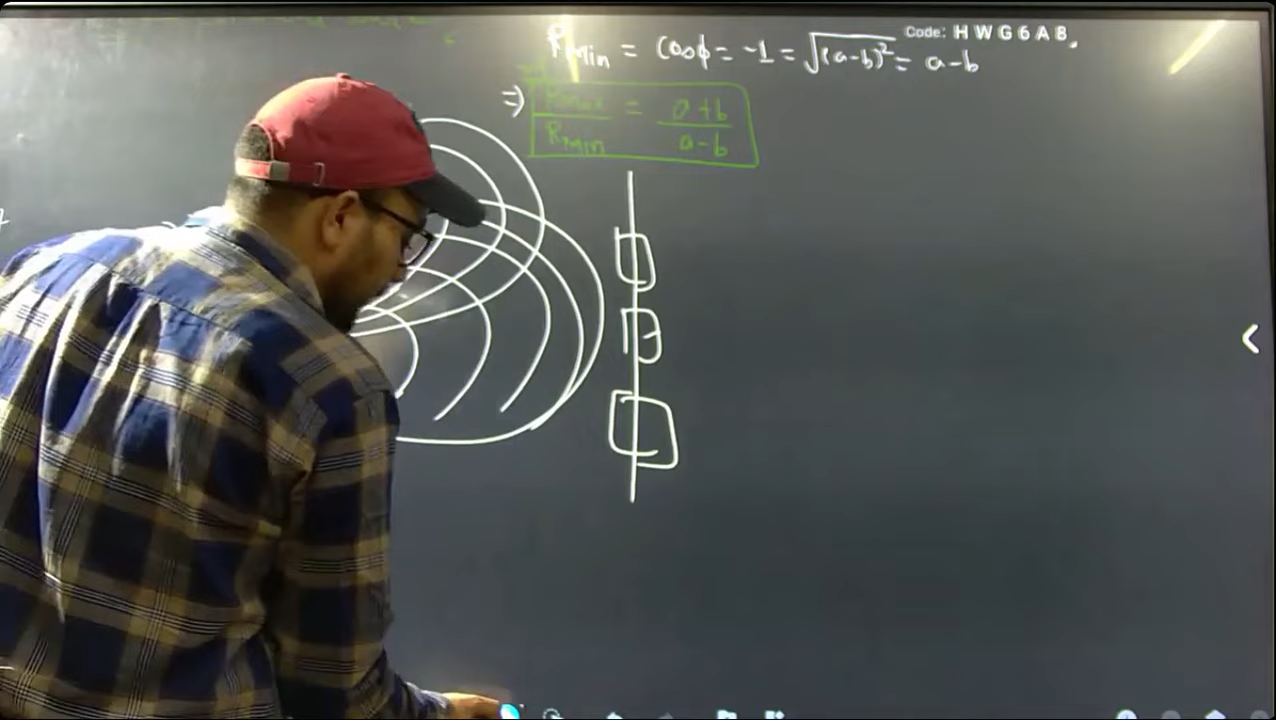 Code: HWG6AB
Rmin = cosφ = -1 = √(a-b)² = a-b
⇒ Rmax/Rmin = a+b/a-b